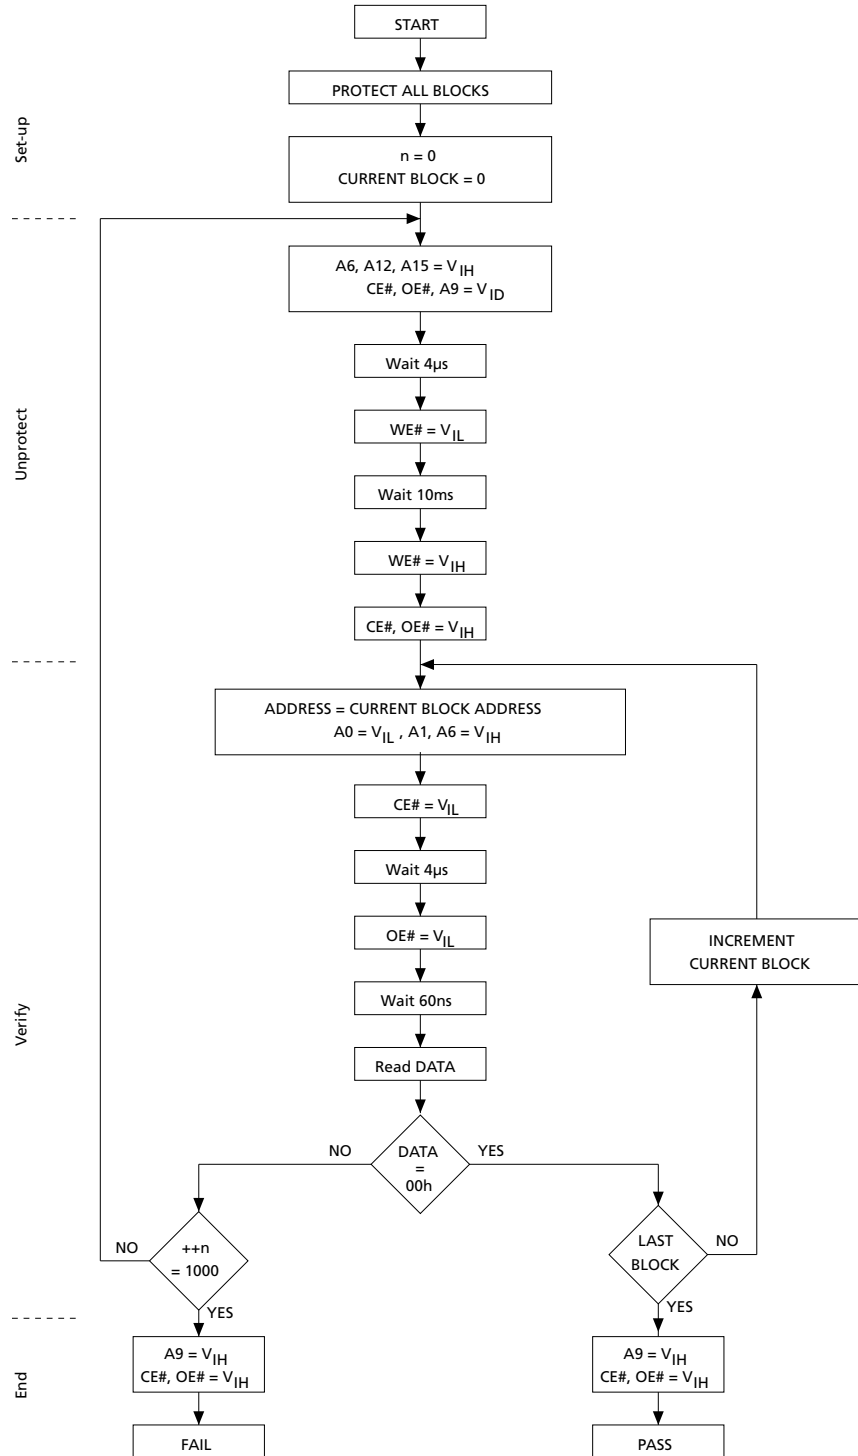 START
PROTECT ALL BLOCKS
Set-up
n = 0
CURRENT BLOCK = 0
A6, A12, A15 = VIH
CE#, OE#, A9 = VID
Wait 4µs
Unprotect
WE# = VIL
Wait 10ms
WE# = VIH
CE#, OE# = VIH
ADDRESS = CURRENT BLOCK ADDRESS
A0 = VIL , A1, A6 = VIH
CE# = VIL
Wait 4µs
OE# = VIL
INCREMENT
CURRENT BLOCK
Wait 60ns
Verify
Read DATA
NO
DATA
=
00h
YES
NO
++n
= 1000
YES
LAST
BLOCK
NO
YES
End
A9 = VIH
CE#, OE# = VIH
A9 = VIH
CE#, OE# = VIH
FAIL
PASS